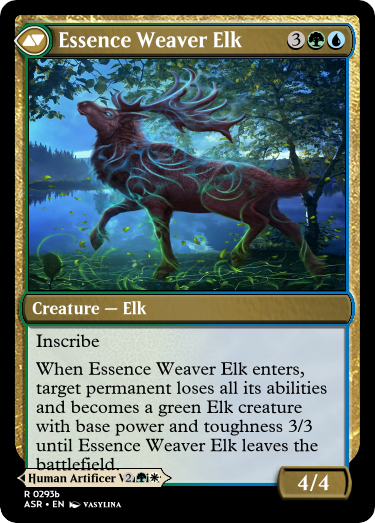 Essence Weaver Elk 3
Creature — Elk
Inscribe
When Essence Weaver Elk enters,
target permanent loses all its abilities
and becomes a green Elk creature
with base power and toughness 3/3
until Essence Weaver Elk leaves the
battlefield.
Human Artificer 2
4/4
R 0293b
ASR • EN VASYLINA